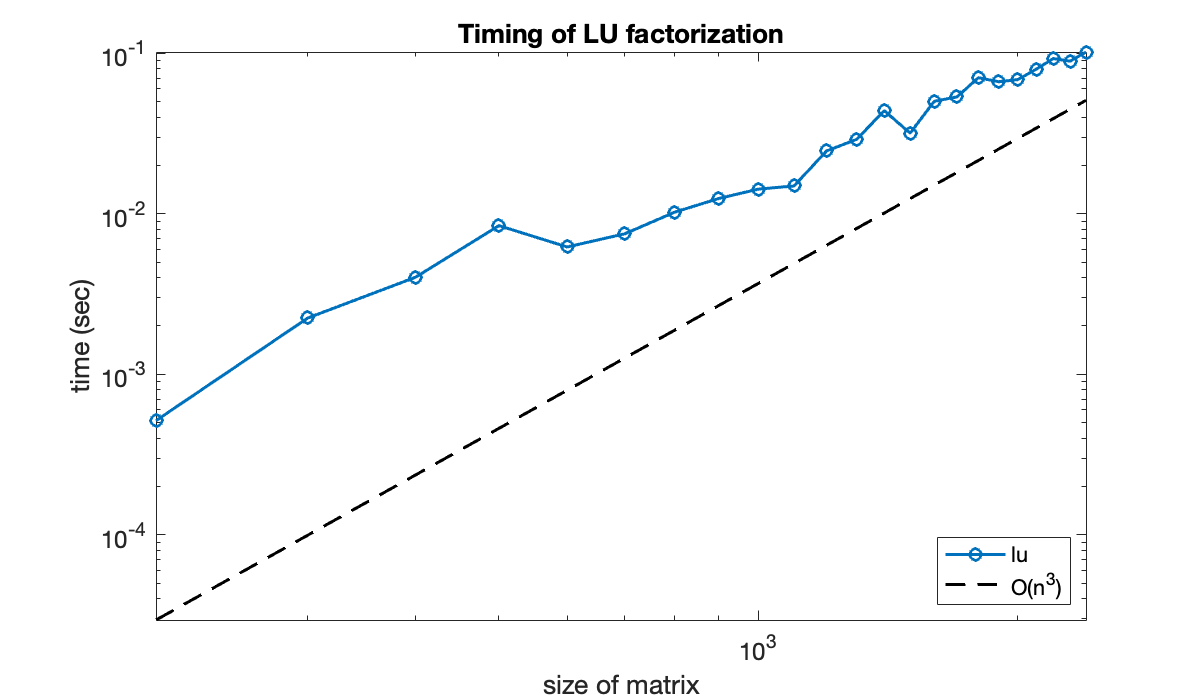 Timing of LU factorization
10^-1
10^-2
10^-3
10^-4
time (sec)
10^3
size of matrix
lu
O(n^3)